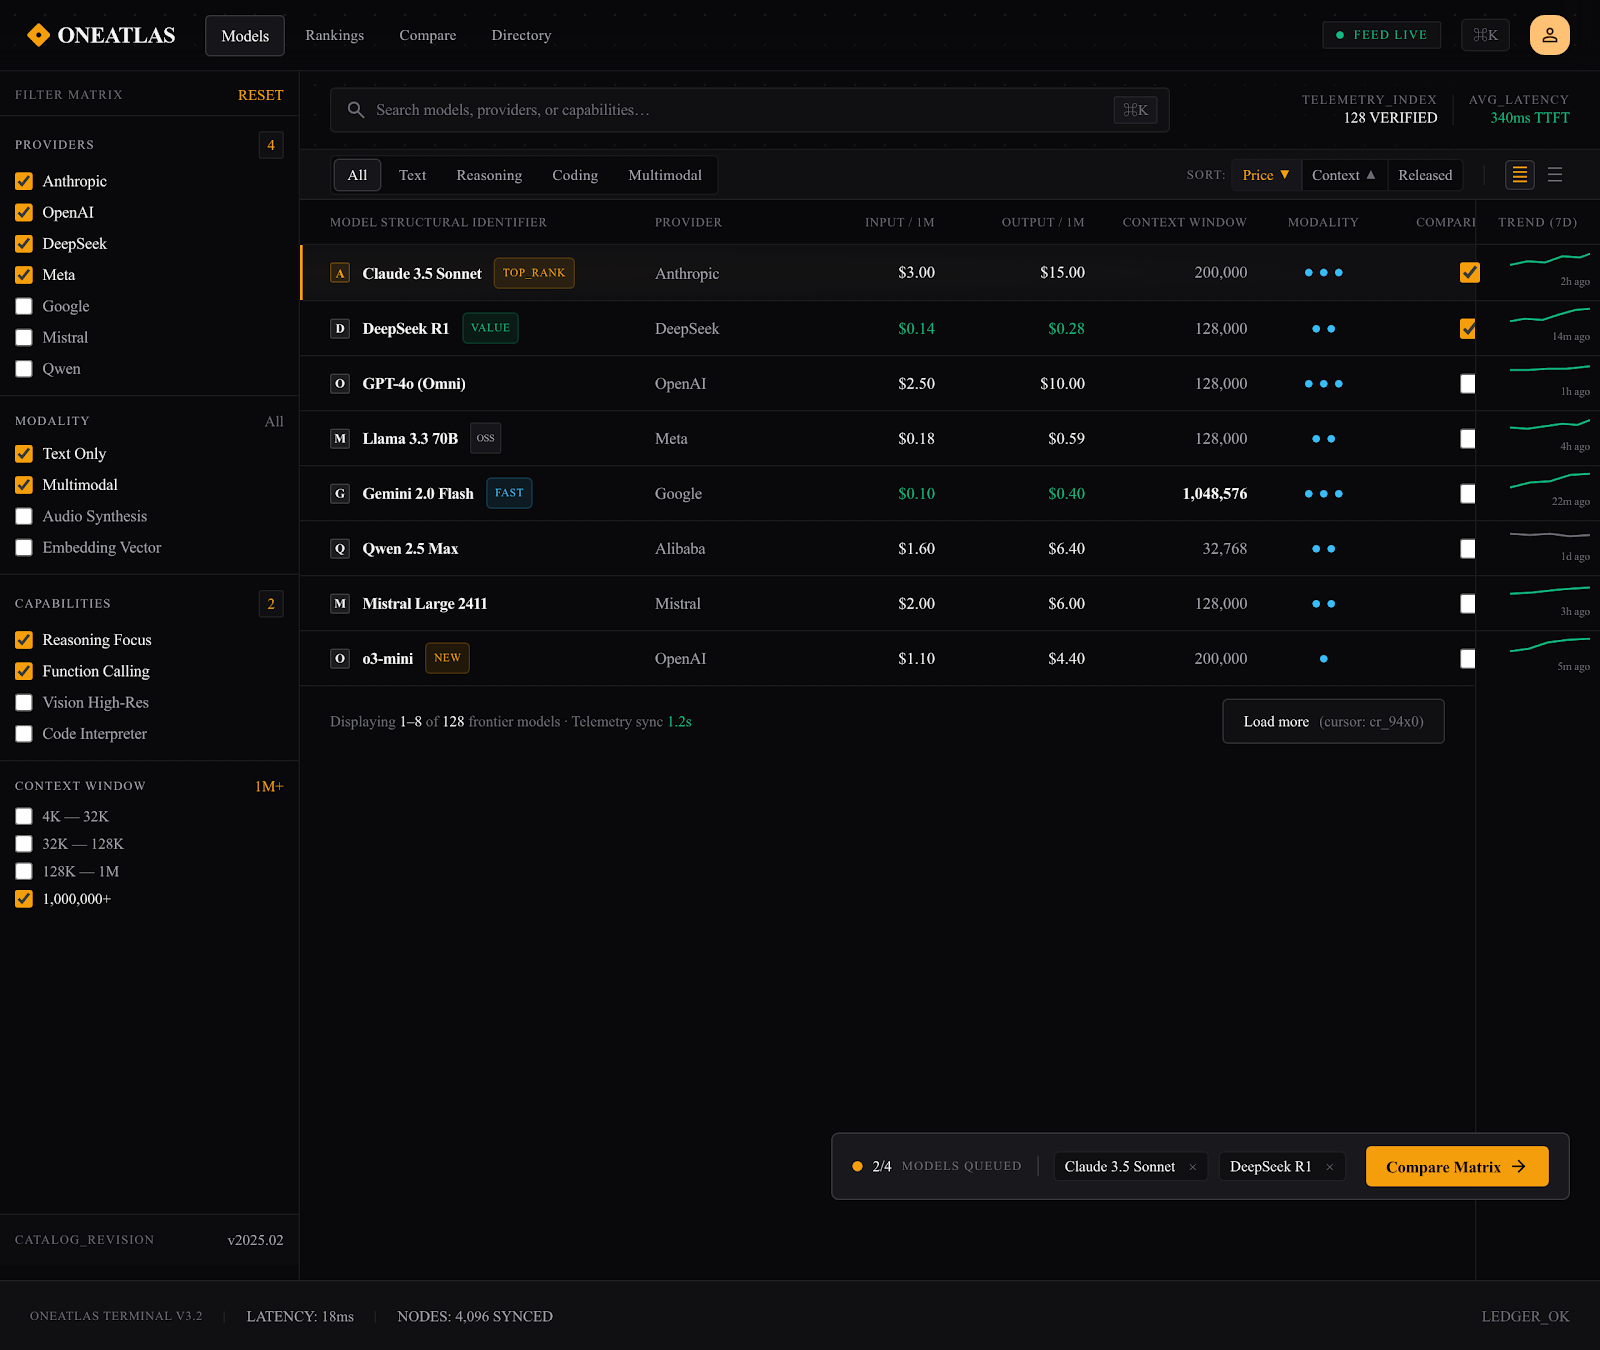 ONEATLAS Models Rankings Compare Directory FEED LIVE ⌘K
FILTER MATRIX RESET
PROVIDERS 4
Anthropic
OpenAI
DeepSeek
Meta
Google
Mistral
Qwen
MODALITY All
Text Only
Multimodal
Audio Synthesis
Embedding Vector
CAPABILITIES 2
Reasoning Focus
Function Calling
Vision High-Res
Code Interpreter
CONTEXT WINDOW 1M+
4K — 32K
32K — 128K
128K — 1M
1,000,000+
CATALOG_REVISION v2025.02
Search models, providers, or capabilities… ⌘K
TELEMETRY_INDEX
128 VERIFIED
AVG_LATENCY
340ms TTFT
All Text Reasoning Coding Multimodal SORT: Price ▼ Context ▲ Released
MODEL STRUCTURAL IDENTIFIER PROVIDER INPUT / 1M OUTPUT / 1M CONTEXT WINDOW MODALITY COMPARE TREND (7D)
A Claude 3.5 Sonnet TOP_RANK Anthropic $3.00 $15.00 200,000 2h ago
D DeepSeek R1 VALUE DeepSeek $0.14 $0.28 128,000 14m ago
O GPT-4o (Omni) OpenAI $2.50 $10.00 128,000 1h ago
M Llama 3.3 70B OSS Meta $0.18 $0.59 128,000 4h ago
G Gemini 2.0 Flash FAST Google $0.10 $0.40 1,048,576 22m ago
Q Qwen 2.5 Max Alibaba $1.60 $6.40 32,768 1d ago
M Mistral Large 2411 Mistral $2.00 $6.00 128,000 3h ago
O o3-mini NEW OpenAI $1.10 $4.40 200,000 5m ago
Displaying 1–8 of 128 frontier models · Telemetry sync 1.2s Load more (cursor: cr_94x0)
2/4 MODELS QUEUED Claude 3.5 Sonnet × DeepSeek R1 × Compare Matrix →
ONEATLAS TERMINAL V3.2 LATENCY: 18ms NODES: 4,096 SYNCED LEDGER_OK